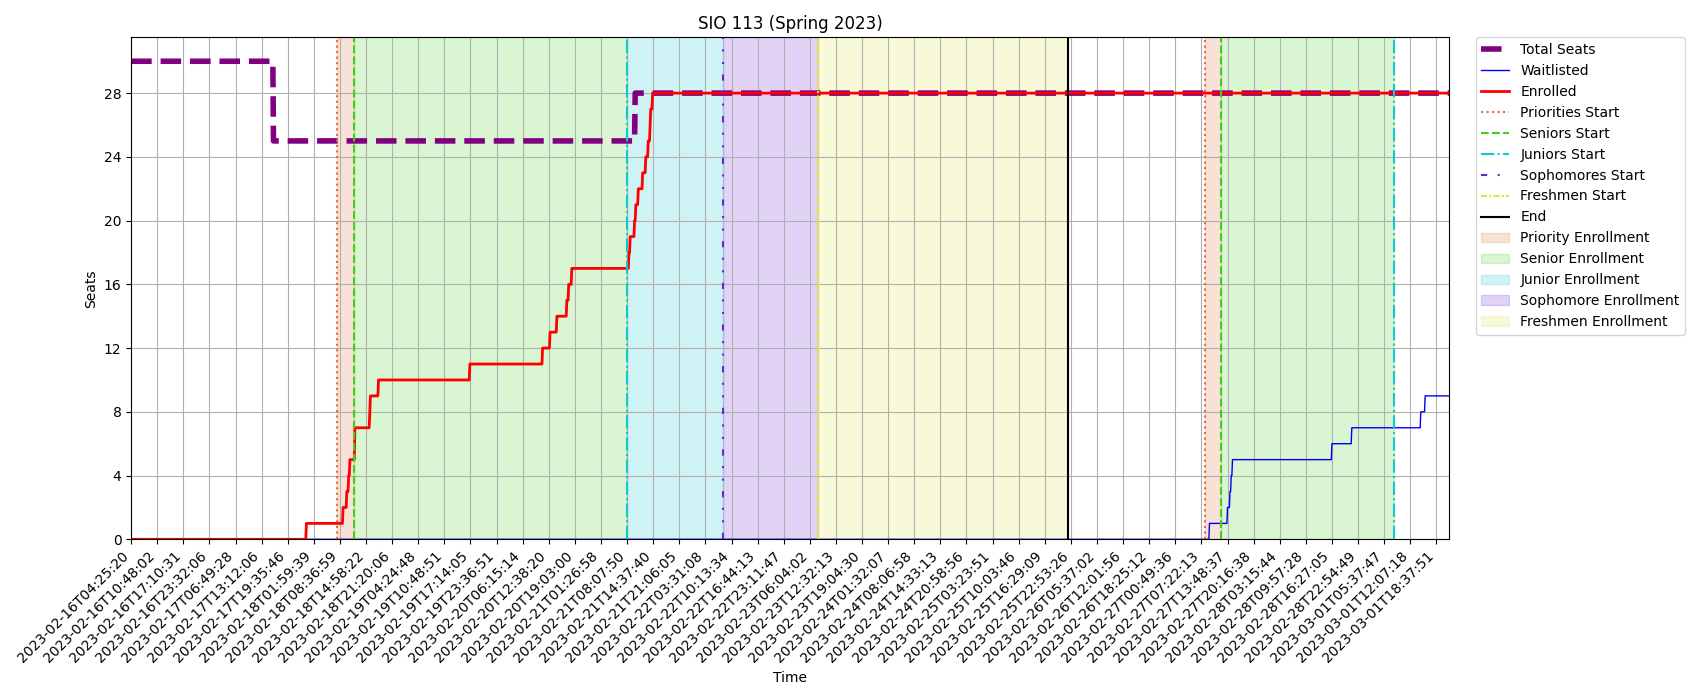 SIO 113 (Spring 2023)
Seats
28
24
20
16
12
8
4
0
2023-02-16T04:25:20
2023-02-16T10:48:02
2023-02-16T17:10:31
2023-02-16T23:32:06
2023-02-17T06:49:28
2023-02-17T13:12:06
2023-02-17T19:35:46
2023-02-18T01:59:39
2023-02-18T08:36:59
2023-02-18T14:58:22
2023-02-18T21:20:06
2023-02-19T04:24:48
2023-02-19T10:48:51
2023-02-19T17:14:05
2023-02-19T23:36:51
2023-02-20T06:15:14
2023-02-20T12:38:20
2023-02-20T19:03:00
2023-02-21T01:26:58
2023-02-21T08:07:50
2023-02-21T14:37:40
2023-02-21T21:06:05
2023-02-22T03:31:08
2023-02-22T10:13:34
2023-02-22T16:44:13
2023-02-22T23:11:47
2023-02-23T06:04:02
2023-02-23T12:32:13
2023-02-23T19:04:30
2023-02-24T01:32:07
2023-02-24T08:06:58
2023-02-24T14:33:13
2023-02-24T20:58:56
2023-02-25T03:23:51
2023-02-25T10:03:46
2023-02-25T16:29:09
2023-02-25T22:53:26
2023-02-26T05:37:02
2023-02-26T12:01:56
2023-02-26T18:25:12
2023-02-27T00:49:36
2023-02-27T07:22:13
2023-02-27T13:48:37
2023-02-27T20:16:38
2023-02-28T03:15:44
2023-02-28T09:57:28
2023-02-28T16:27:05
2023-02-28T22:54:49
2023-03-01T05:37:47
2023-03-01T12:07:18
2023-03-01T18:37:51
Time
Total Seats
Waitlisted
Enrolled
Priorities Start
Seniors Start
Juniors Start
Sophomores Start
Freshmen Start
End
Priority Enrollment
Senior Enrollment
Junior Enrollment
Sophomore Enrollment
Freshmen Enrollment